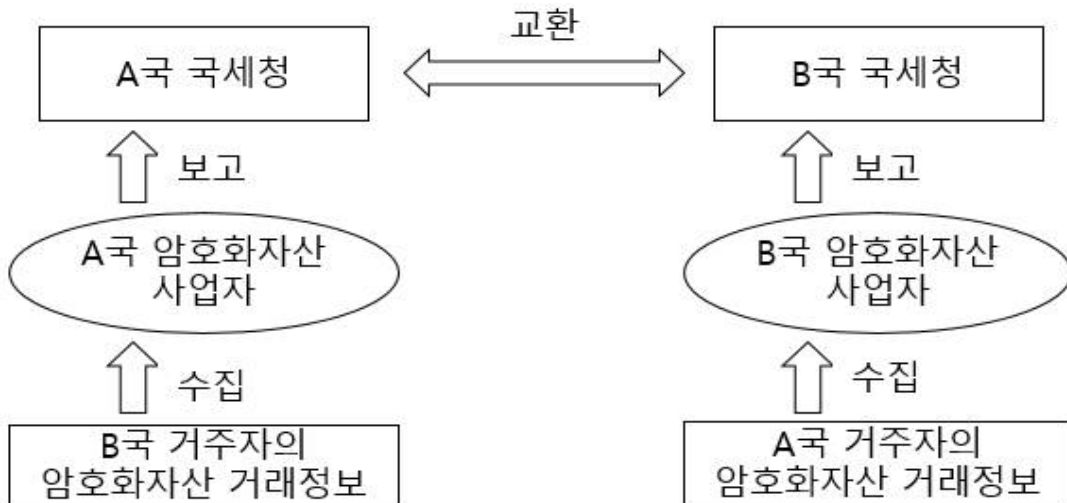 교환
A국 국세청
B국 국세청
보고
보고
A국 암호화자산
사업자
B국 암호화자산
사업자
수집
수집
B국 거주자의
암호화자산 거래정보
A국 거주자의
암호화자산 거래정보